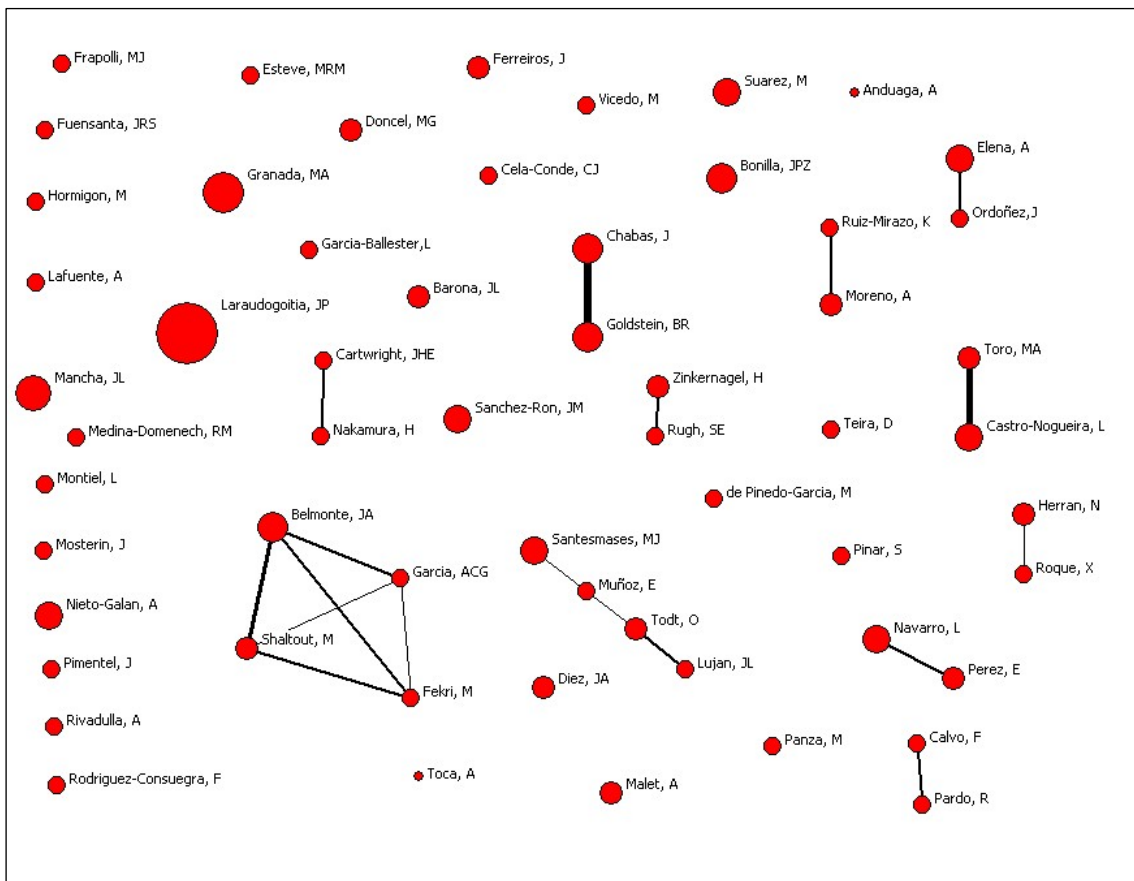 Frapolli, MJ
Esteve, MRM
Ferreiros, J
Vicedo, M
Suarez, M
Anduaga, A
Fuensanta, JRS
Doncel, MG
Elena, A
Granada, MA
Cela-Conde, CJ
Bonilla, JPZ
Hormigon, M
Ordoñez,J
Ruiz-Mirazo, K
Garcia-Ballester,L
Chabas, J
Lafuente, A
Barona, JL
Moreno, A
Laraudogoitia, JP
Goldstein, BR
Cartwright, JHE
Toro, MA
Mancha, JL
Zinkernagel, H
Sanchez-Ron, JM
Medina-Domenech, RM
Nakamura, H
Rugh, SE
Teira, D
Castro-Nogueira, L
Montiel, L
de Pinedo-Garcia, M
Herran, N
Belmonte, JA
Mosterin, J
Santesmases, MJ
Pinar, S
Garcia, ACG
Muñoz, E
Roque, X
Nieto-Galan, A
Todt, O
Navarro, L
Shaltout, M
Pimentel, J
Lujan, JL
Perez, E
Fekri, M
Diez, JA
Rivadulla, A
Panza, M
Calvo, F
Rodriguez-Consuegra, F
Toca, A
Malet, A
Pardo, R